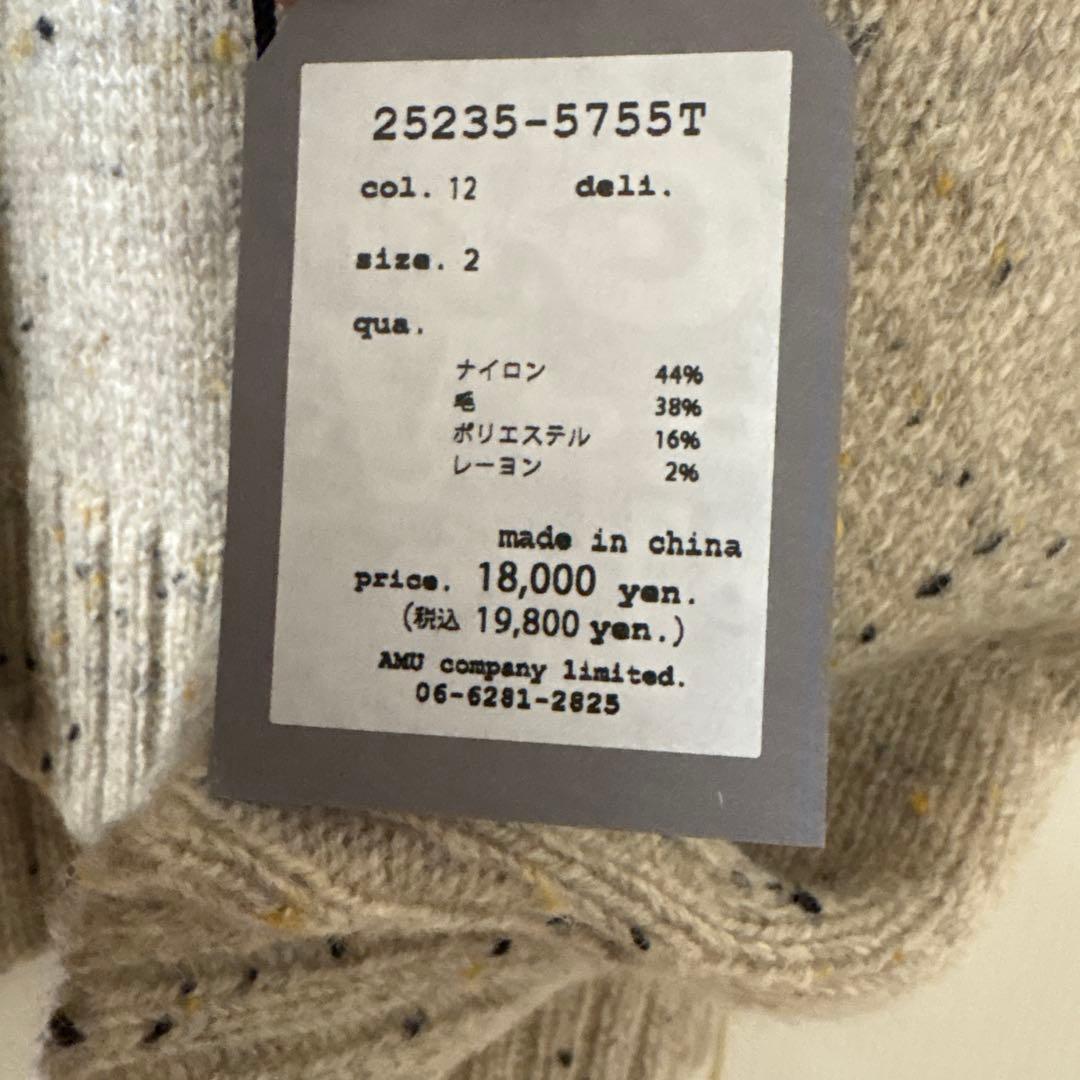 25235-5755T
col. 12 deli.
size. 2
qua.
ナイロン 44%
毛 38%
ポリエステル 16%
レーヨン 2%
made in china
price. 18,000 yen.
(税込 19,800 yen.)
AMU company limited.
06-6281-2825